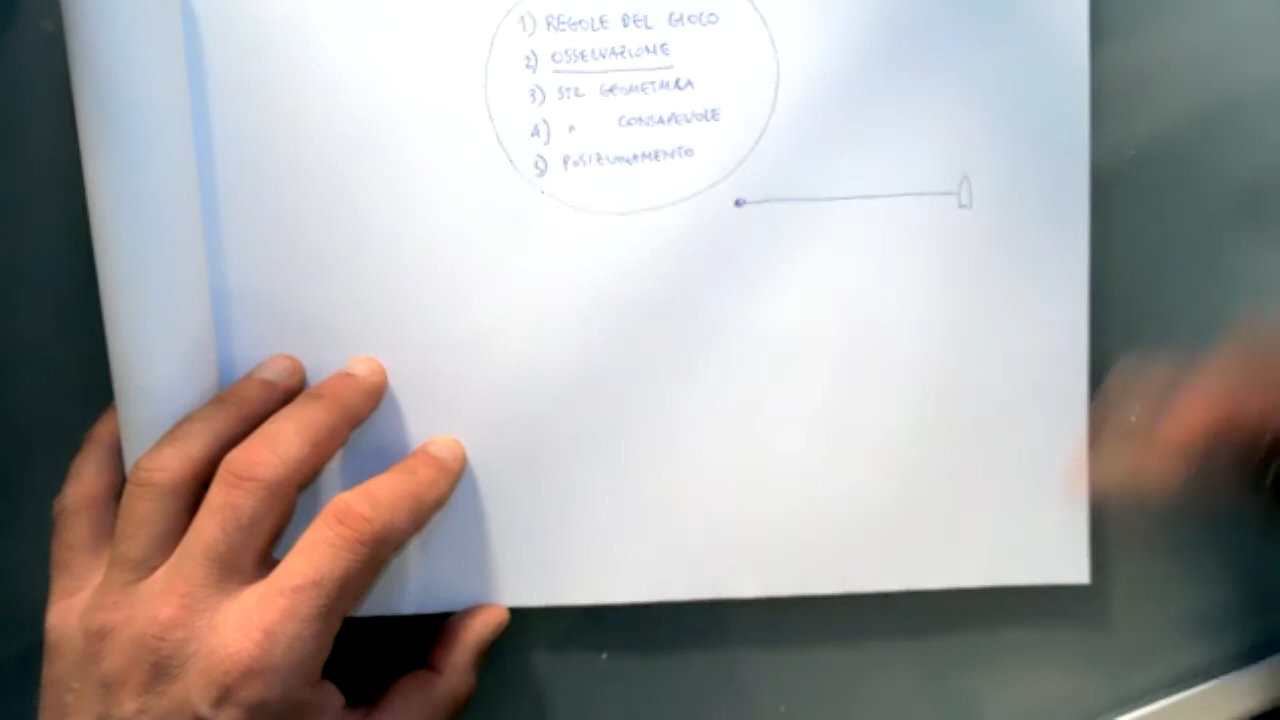 1) REGOLE DEL GIOCO
2) OSSERVAZIONE
3) STR GEOMETRICA
4) " CONSAPEVOLE
5) POSIZIONAMENTO